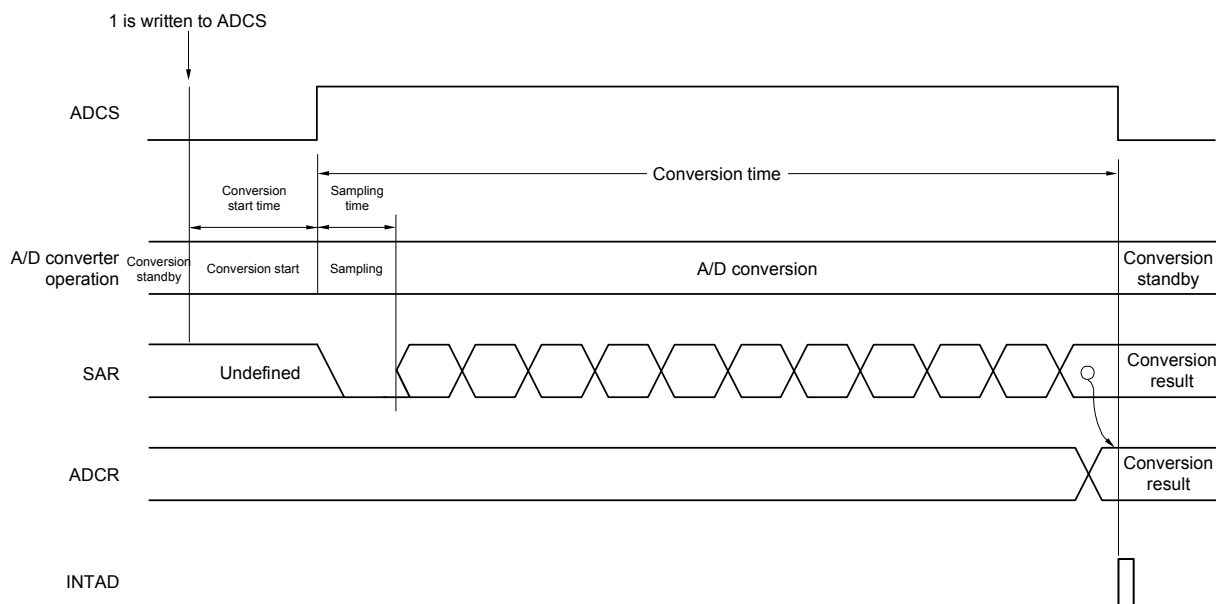 1 is written to ADCS
ADCS
Conversion time
Conversion
start time
Sampling
time
A/D converter
operation
Conversion
standby
Conversion start
Sampling
A/D conversion
Conversion
standby
SAR
Undefined
Conversion
result
ADCR
Conversion
result
INTAD